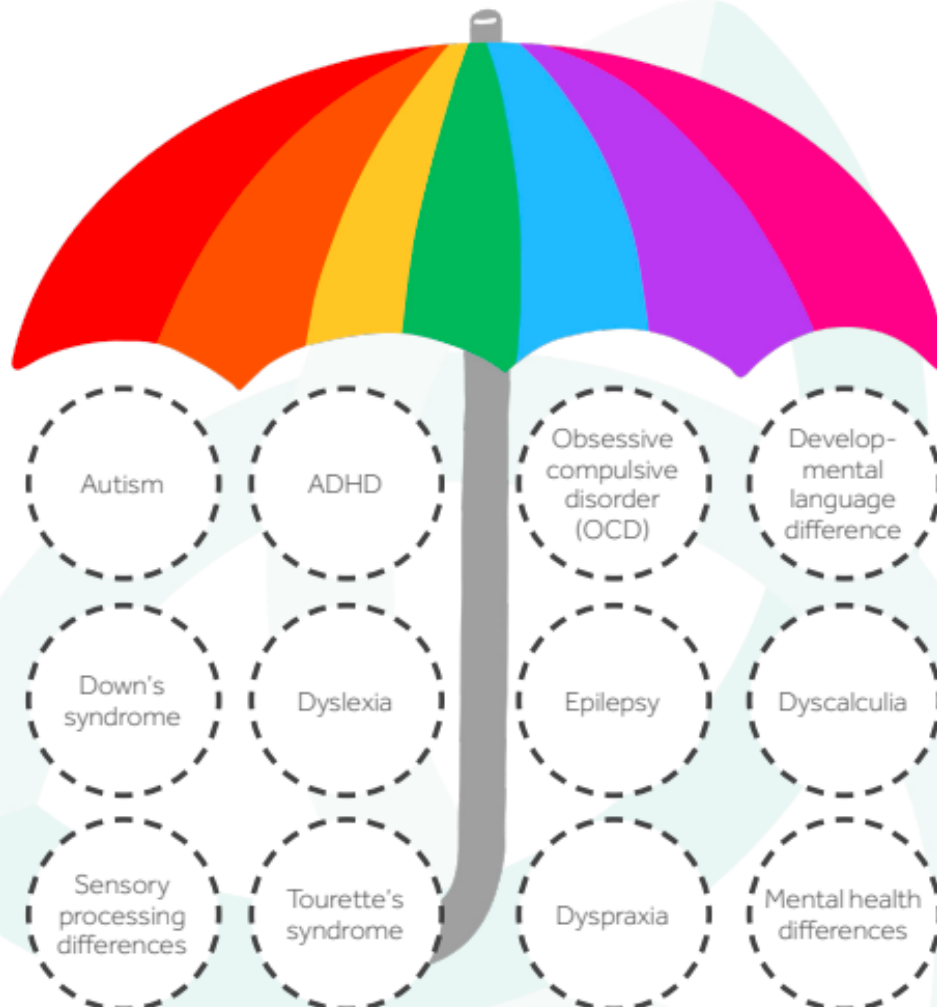 Autism
ADHD
Obsessive
compulsive
disorder
(OCD)
Develop-
mental
language
difference
Down's
syndrome
Dyslexia
Epilepsy
Dyscalculia
Sensory
processing
differences
Tourette's
syndrome
Dyspraxia
Mental health
differences